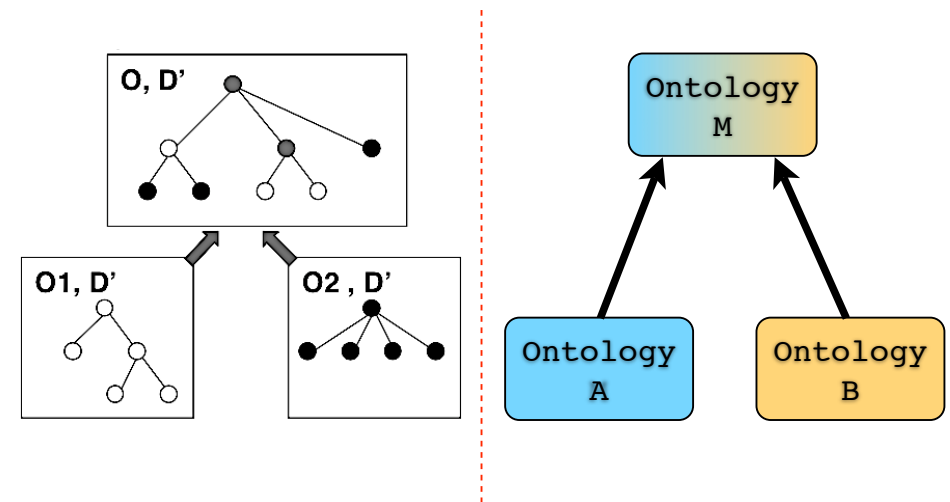 O, D’
O1, D’
O2 , D’
Ontology
M
Ontology
A
Ontology
B